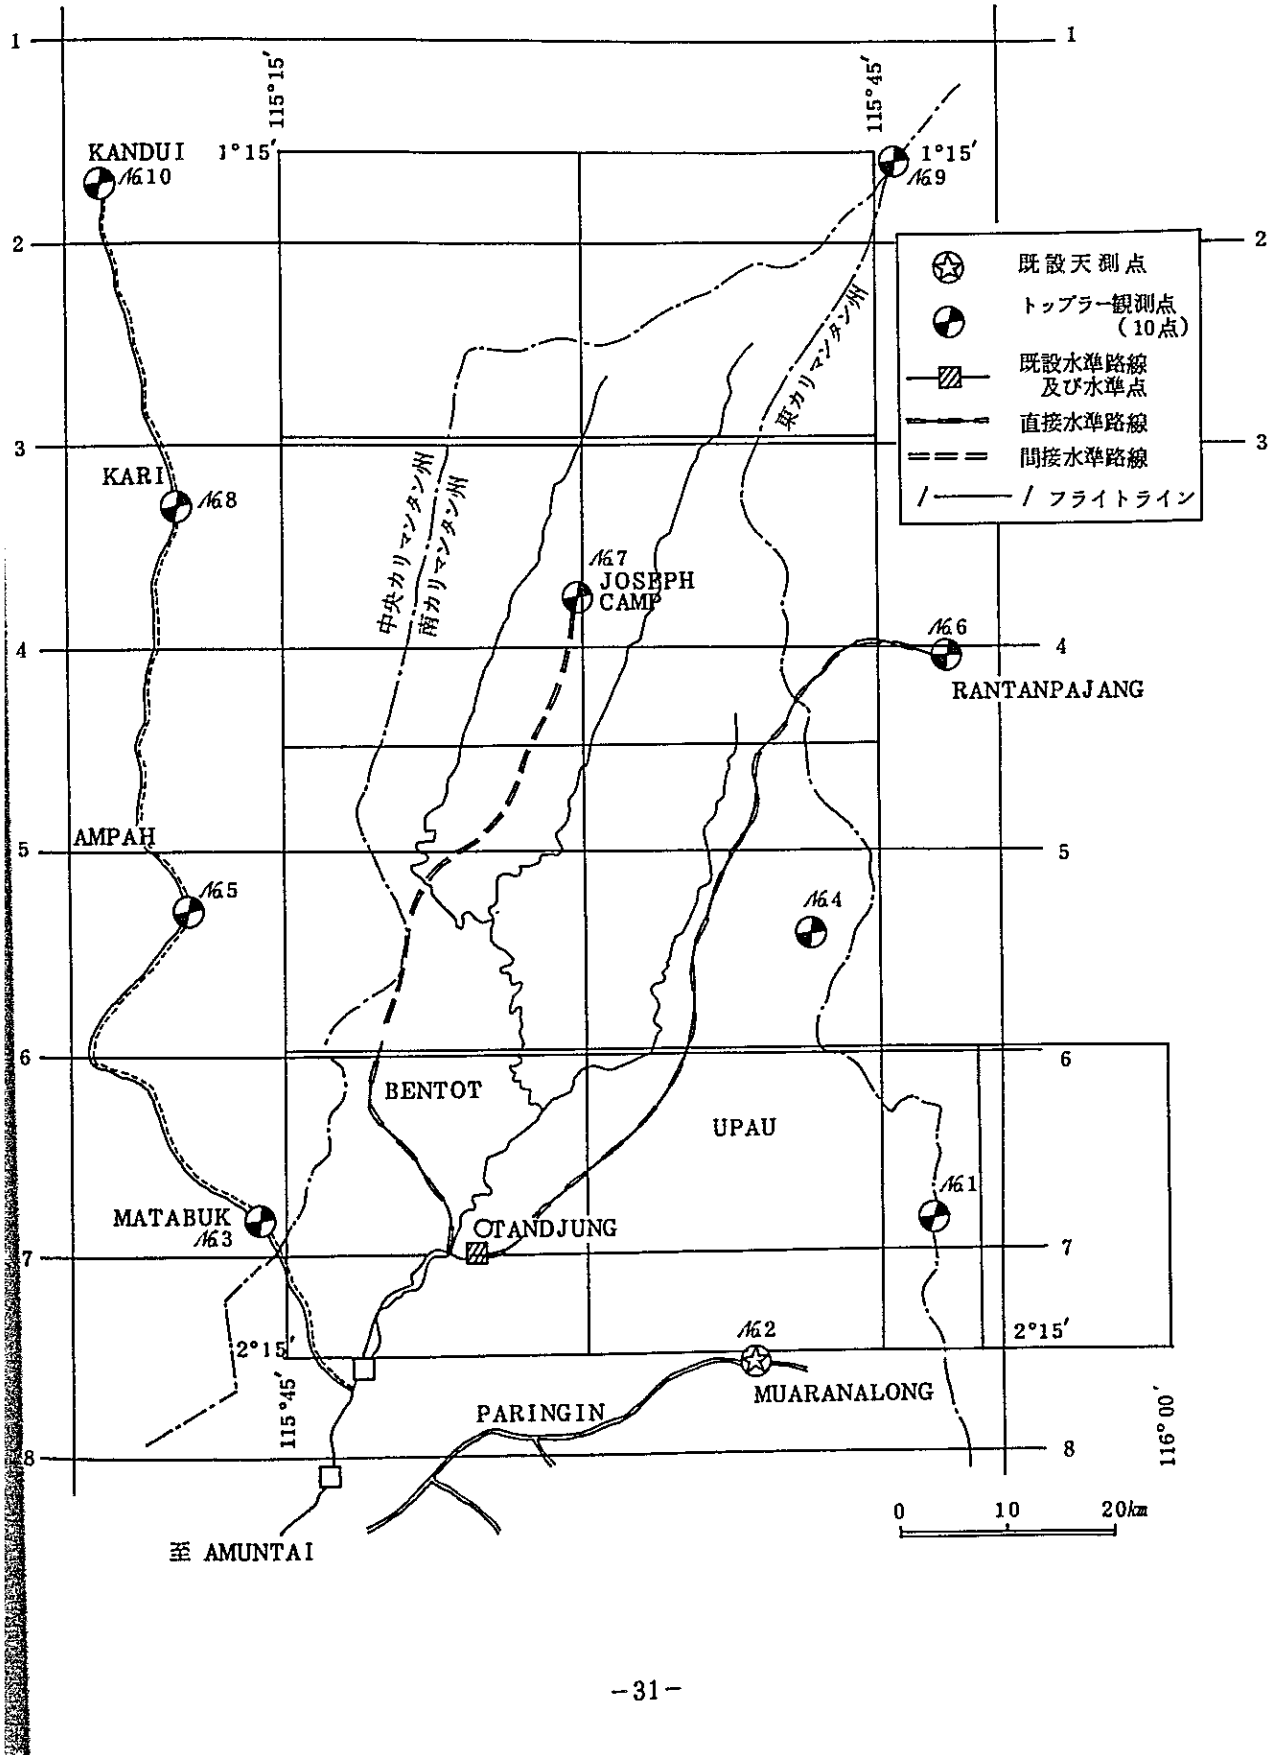 1
1
115°15′
115°45′
KANDUI
№10
1°15′
1°15′
№9
2
2
既設天測点
トップラー観測点
(10点)
既設水準路線
及び水準点
直接水準路線
間接水準路線
フライトライン
東カリマンタン州
3
3
KARI
№8
中央カリマンタン州
南カリマンタン州
№7
JOSEPH
CAMP
4
4
№6
RANTANPAJANG
AMPAH
5
5
№5
№4
6
6
BENTOT
UPAU
№1
MATABUK
№3
TANDJUNG
7
7
2°15′
2°15′
№2
MUARANALONG
115°45′
PARINGIN
116°00′
8
8
0 10 20km
至 AMUNTAI
-31-